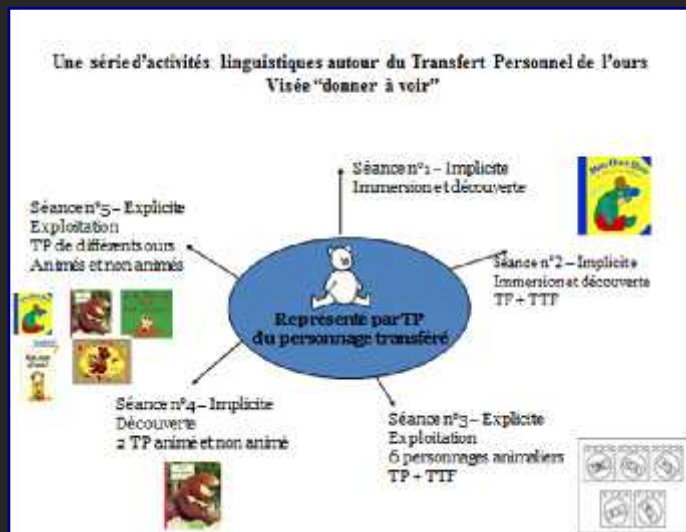 Une série d'activités linguistiques autour du Transfert Personnel de l'ours
Visée "donner à voir"
Séance n°1 – Implicite
Immersion et découverte
Séance n°2 – Implicite
Immersion et découverte
TP + TTF
Séance n°3 – Explicite
Exploitation
6 personnages animaliers
TP + TTF
Séance n°4 – Implicite
Découverte
2 TP animé et non animé
Séance n°5 – Explicite
Exploitation
TP de différents ours
Animés et non animés
Représenté par TP
du personnage transféré